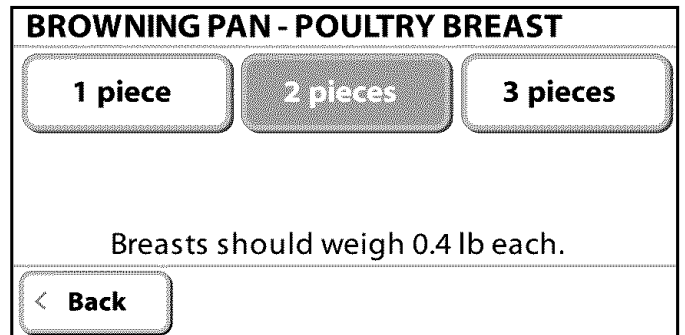 BROWNING PAN - POULTRY BREAST
1 piece 2 pieces 3 pieces
Breasts should weigh 0.4 lb each.
< Back